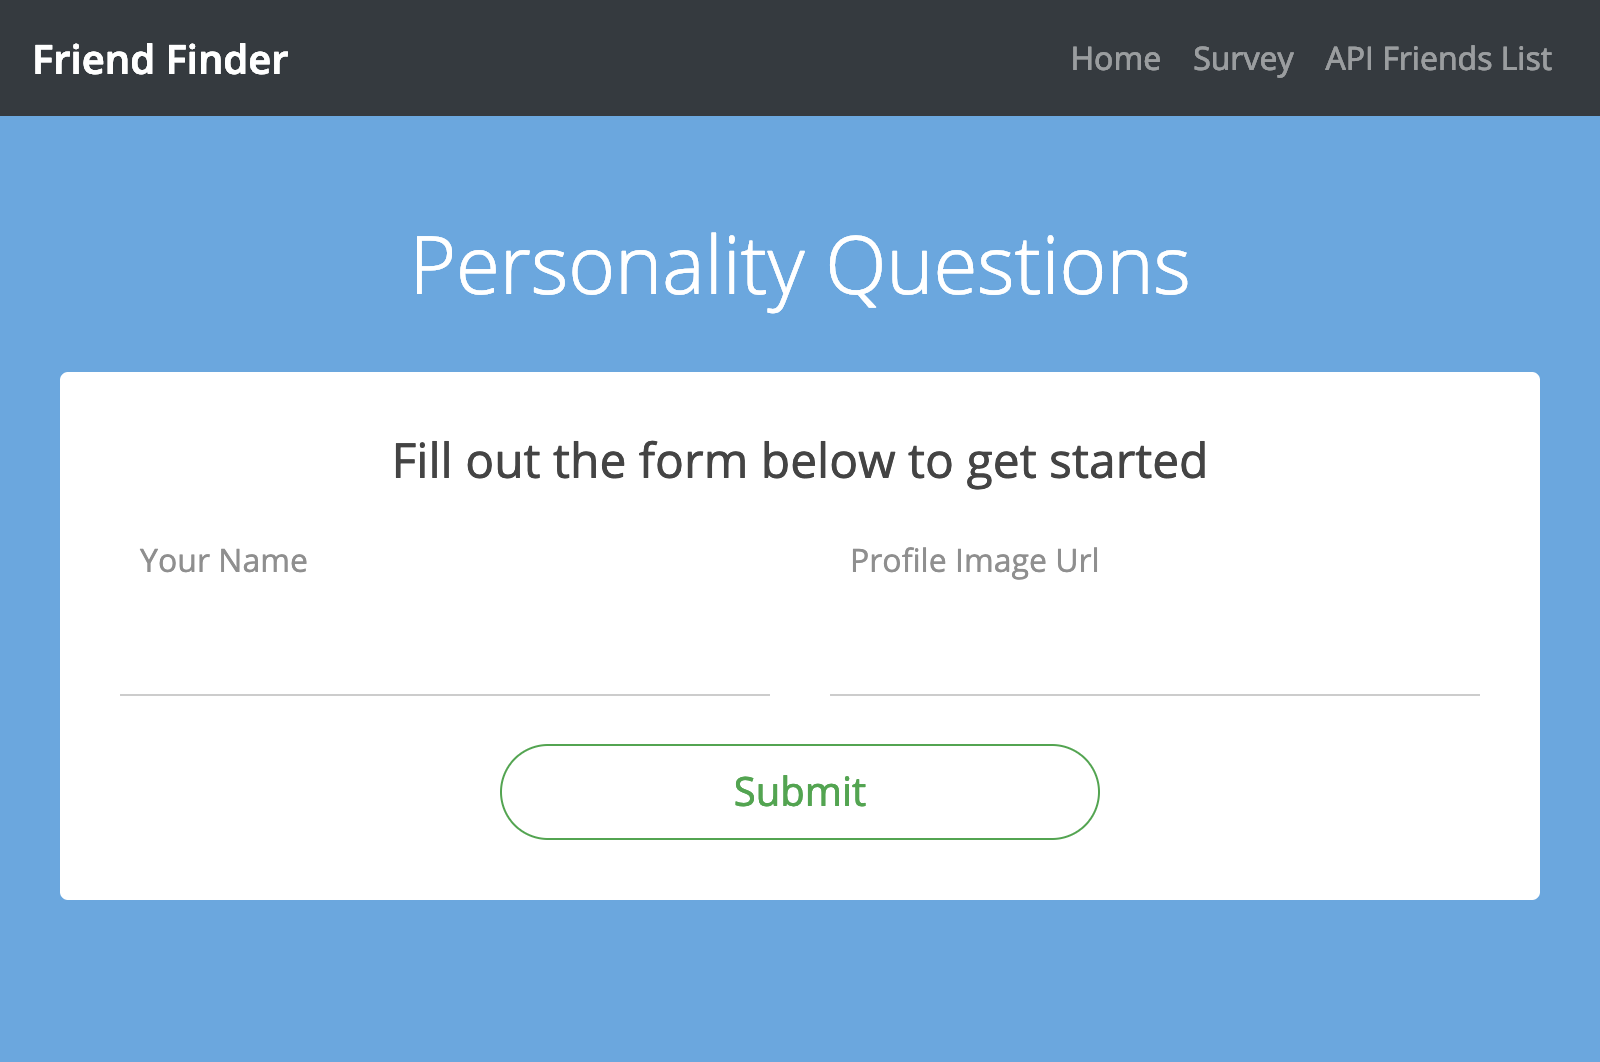 Friend Finder
Home Survey API Friends List
Personality Questions
Fill out the form below to get started
Your Name
Profile Image Url
Submit